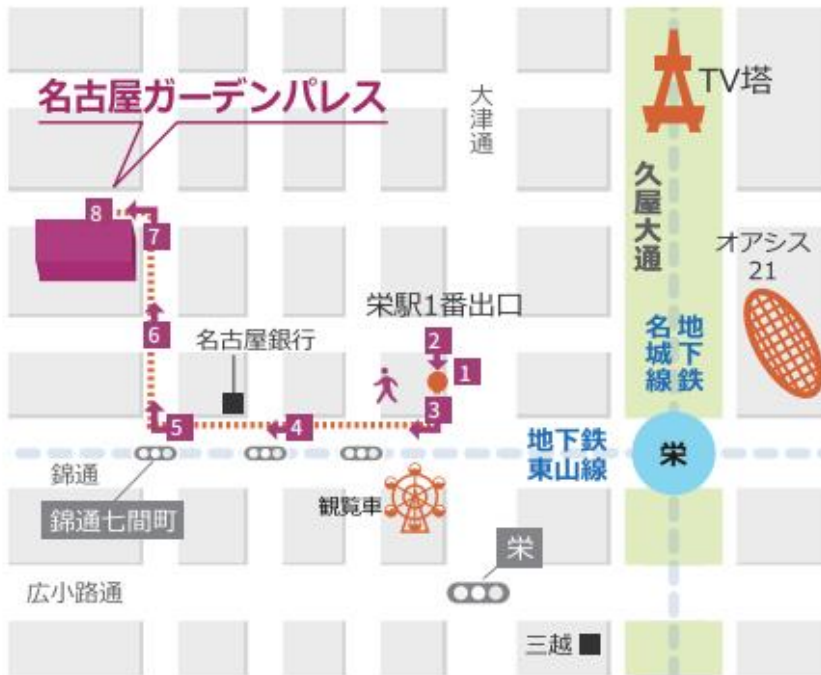 TV塔
名古屋ガーデンパレス
大津通
久屋大通
オアシス
21
8
7
栄駅1番出口
地下鉄
名城線
6
名古屋銀行
2
1
3
5
4
地下鉄
東山線
栄
錦通
観覧車
錦通七間町
栄
広小路通
三越